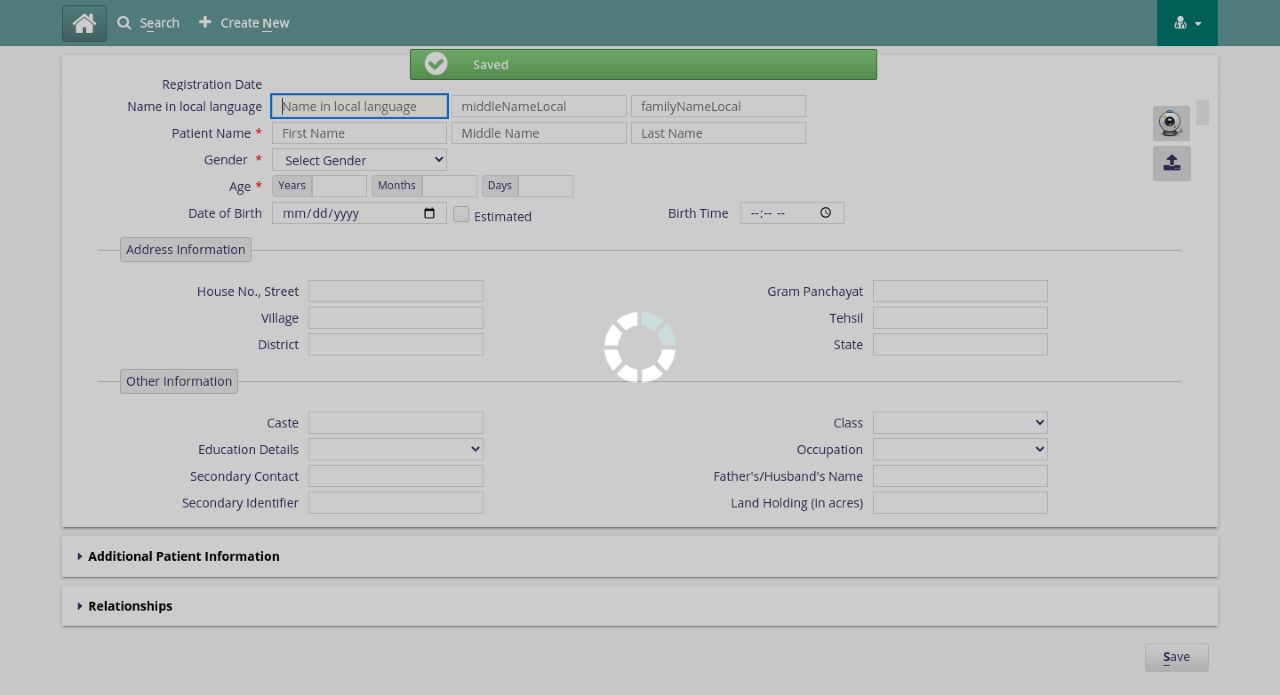 Search Create New
Saved
Registration Date
Name in local language Name in local language middleNameLocal familyNameLocal
Patient Name * First Name Middle Name Last Name
Gender * Select Gender
Age * Years Months Days
Date of Birth mm/dd/yyyy Estimated Birth Time --:-- --
Address Information
House No., Street Gram Panchayat
Village Tehsil
District State
Other Information
Caste Class
Education Details Occupation
Secondary Contact Father's/Husband's Name
Secondary Identifier Land Holding (in acres)
Additional Patient Information
Relationships
Save